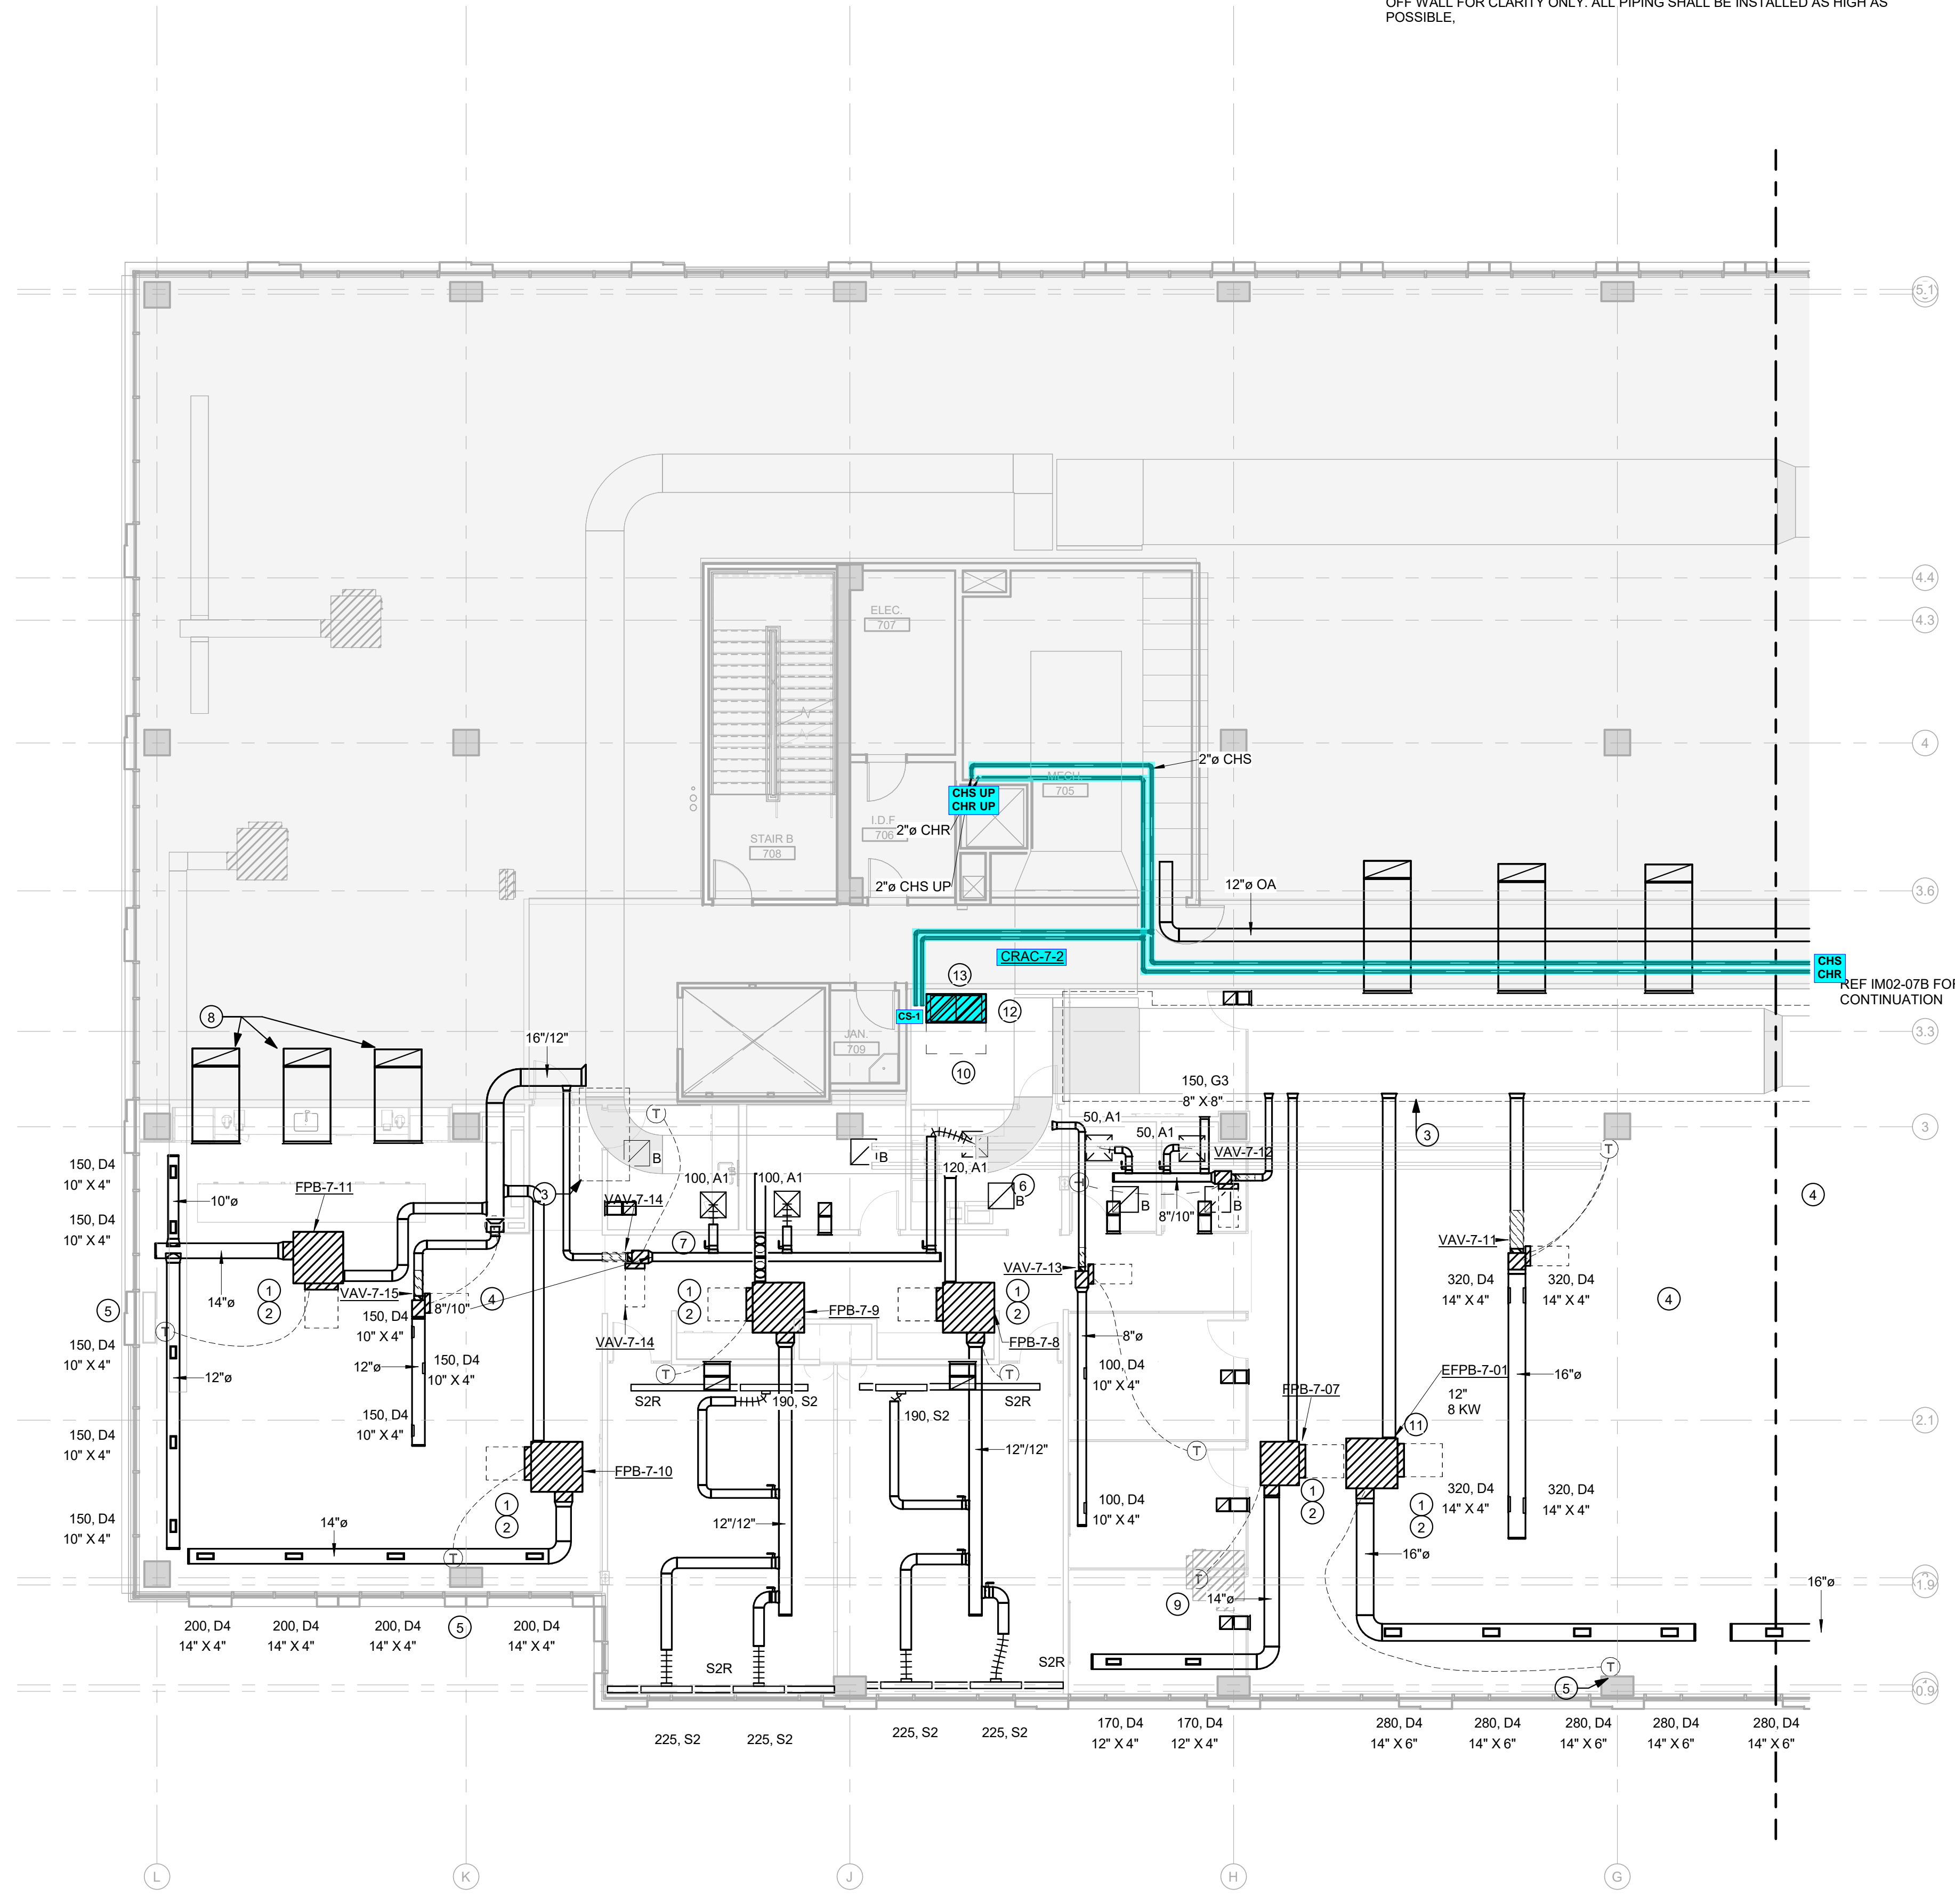 OFF WALL FOR CLARITY ONLY. ALL PIPING SHALL BE INSTALLED AS HIGH AS
POSSIBLE,
5.1
4.4
ELEC.
707
4.3
4
2"ø CHS
MECH.
705
CHS UP
CHR UP
I.D.F.
706
2"ø CHR
STAIR B
708
2"ø CHS UP
12"ø OA
3.6
CRAC-7-2
CHS
CHR
13
REF IM02-07B FOR
CONTINUATION
12
CS-1
8
16"/12"
JAN.
709
3.3
10
150, G3
8" X 8"
T
50, A1
50, A1
3
3
VAV-7-12
T
B
B
150, D4
10" X 4"
120, A1
100, A1
100, A1
FPB-7-11
3
VAV-7-14
6
B
T
B
B
4
10"ø
150, D4
10" X 4"
8"/10"
7
VAV-7-11
VAV-7-13
14"ø
1
2
VAV-7-15
8"/10"
4
1
2
FPB-7-9
1
2
320, D4
14" X 4"
320, D4
14" X 4"
4
5
T
150, D4
10" X 4"
VAV-7-14
FPB-7-8
8"ø
150, D4
10" X 4"
12"ø
12"ø
150, D4
10" X 4"
T
T
100, D4
10" X 4"
EFPB-7-01
16"ø
FPB-7-07
12"
8 KW
S2R
190, S2
190, S2
S2R
150, D4
10" X 4"
11
2.1
150, D4
10" X 4"
12"/12"
T
FPB-7-10
320, D4
14" X 4"
320, D4
14" X 4"
1
2
1
2
1
2
100, D4
10" X 4"
150, D4
10" X 4"
14"ø
12"/12"
T
16"ø
T
16"ø
1.9
9
14"ø
200, D4
14" X 4"
200, D4
14" X 4"
200, D4
14" X 4"
5
200, D4
14" X 4"
S2R
S2R
T
5
0.9
225, S2
225, S2
225, S2
225, S2
170, D4
12" X 4"
170, D4
12" X 4"
280, D4
14" X 6"
280, D4
14" X 6"
280, D4
14" X 6"
280, D4
14" X 6"
280, D4
14" X 6"
L
K
J
H
G